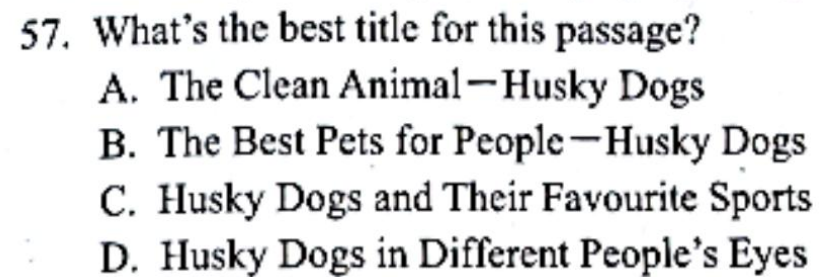 57. What's the best title for this passage?
A. The Clean Animal—Husky Dogs
B. The Best Pets for People—Husky Dogs
C. Husky Dogs and Their Favourite Sports
D. Husky Dogs in Different People's Eyes